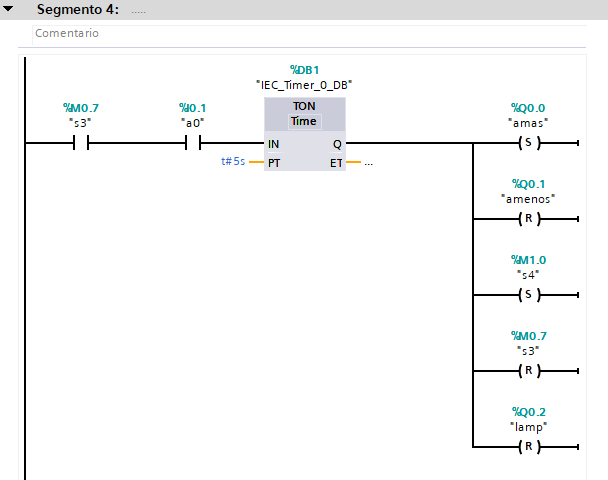 Segmento 4: .....
Comentario
%DB1
"IEC_Timer_0_DB"
%M0.7
"s3"
%I0.1
"a0"
TON
Time
IN
Q
t#5s
PT
ET
...
%Q0.0
"amas"
S
%Q0.1
"amenos"
R
%M1.0
"s4"
S
%M0.7
"s3"
R
%Q0.2
"lamp"
R